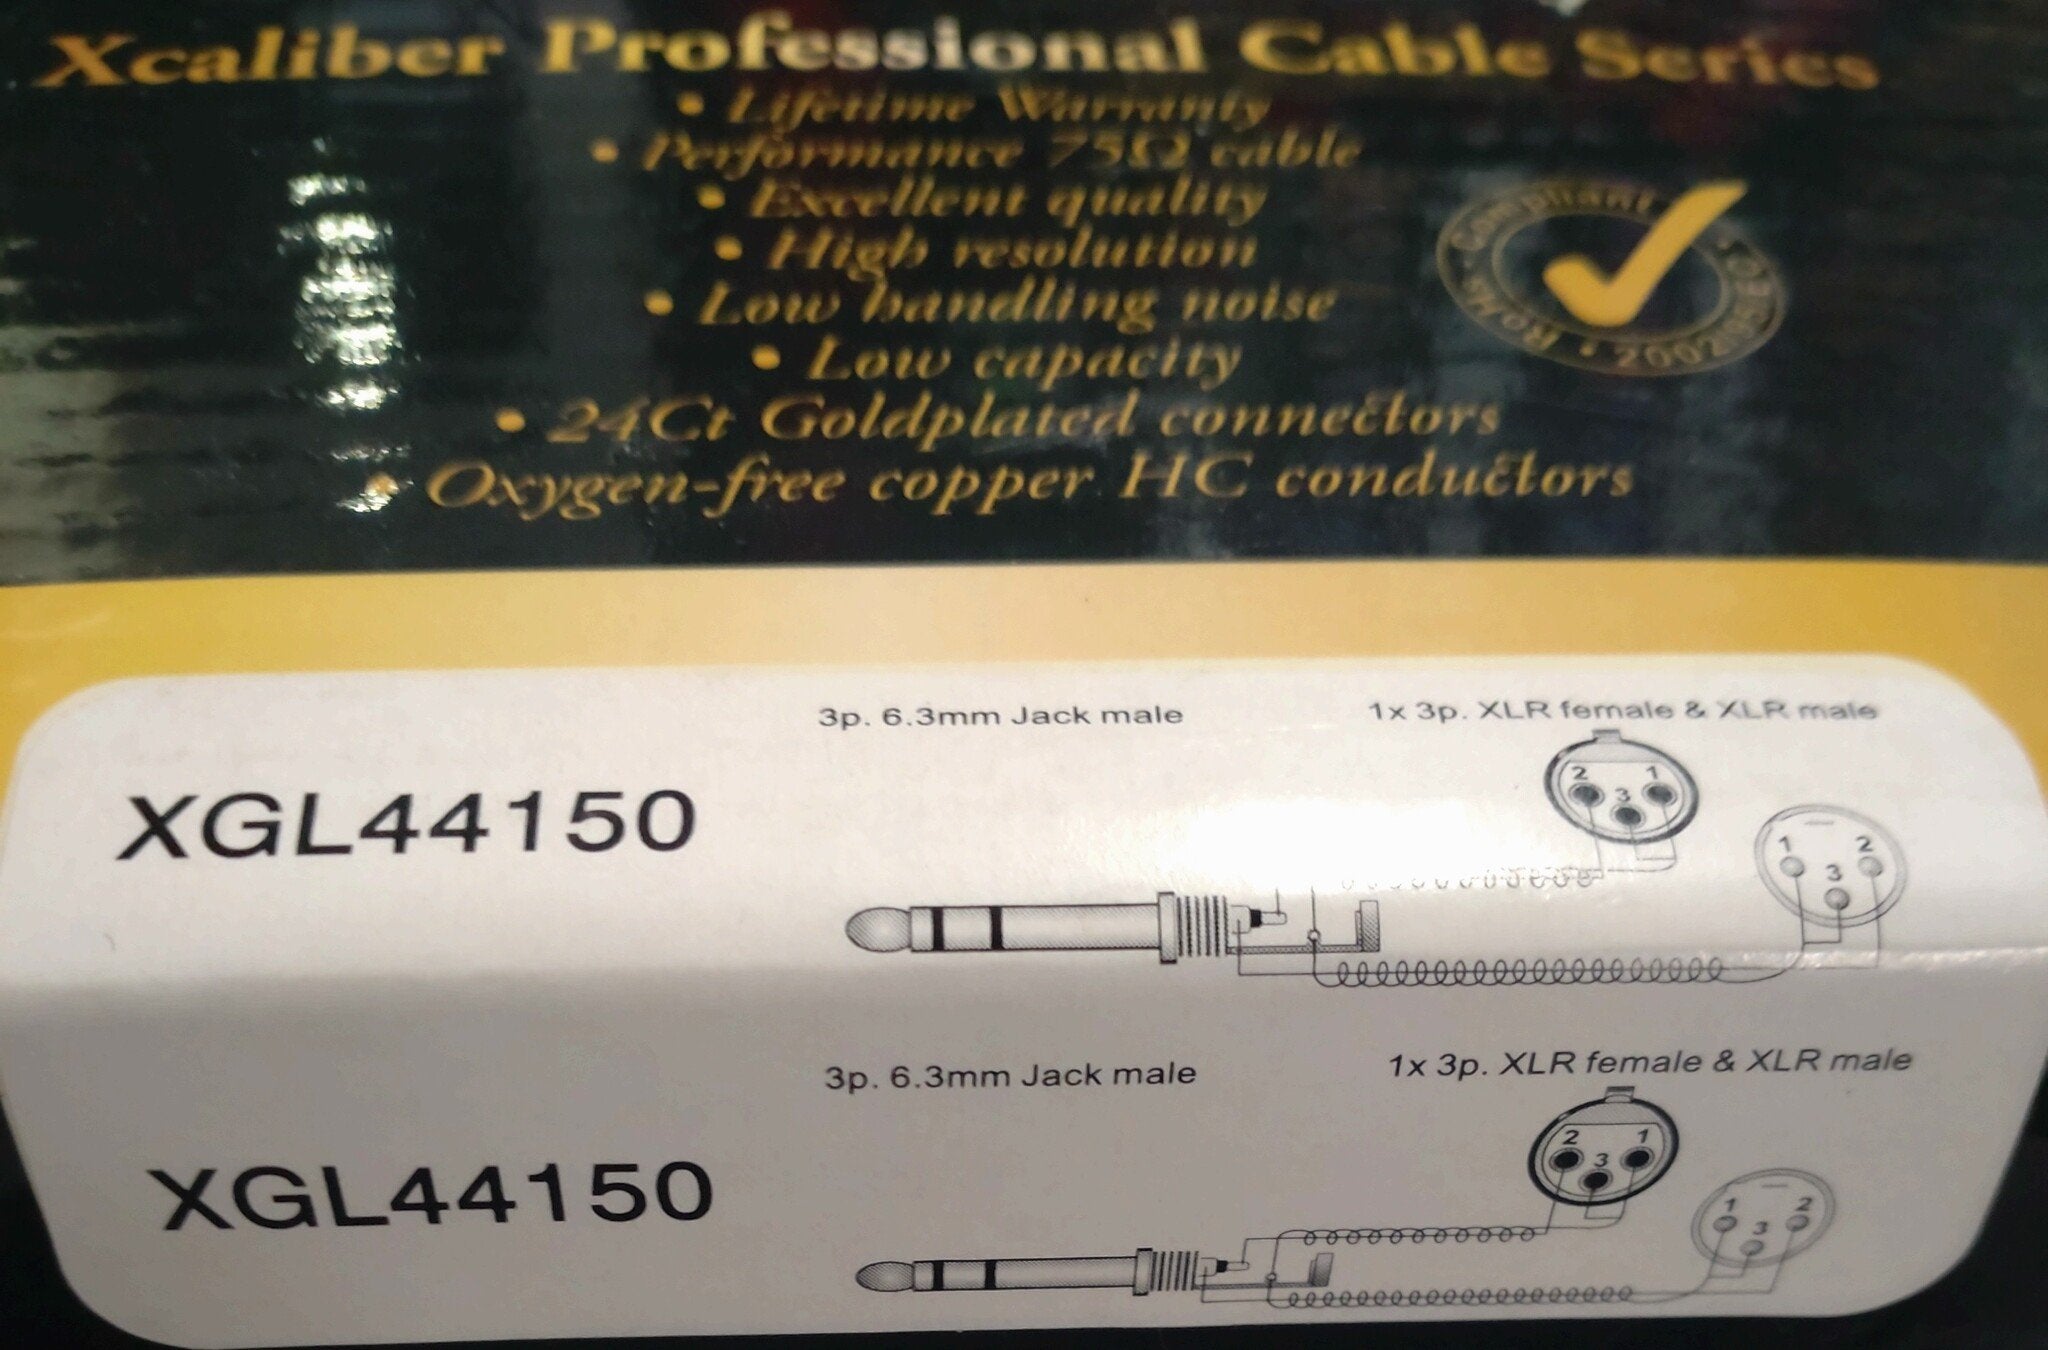 Xcaliber Professional Cable Series
• Lifetime Warranty
• Performance 75Ω cable
• Excellent quality
• High resolution
• Low handling noise
• Low capacity
• 24Ct Goldplated connectors
• Oxygen-free copper HC conductors
RoHs Compliant
3p. 6.3mm Jack male
1x 3p. XLR female & XLR male
XGL44150
2 1
3
1 2
3
3p. 6.3mm Jack male
1x 3p. XLR female & XLR male
XGL44150
2 1
3
1 2
3